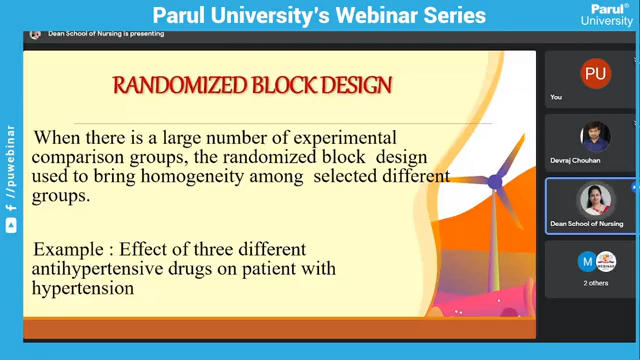 Parul University's Webinar Series
Parul®
University
Dean School of Nursing is presenting
RANDOMIZED BLOCK DESIGN
When there is a large number of experimental
comparison groups, the randomized block design
used to bring homogeneity among selected different
groups.
Example : Effect of three different
antihypertensive drugs on patient with
hypertension
PU
You
Devraj Chouhan
Dean School of Nursing
M
WEBINAR
2 others
f //puwebinar